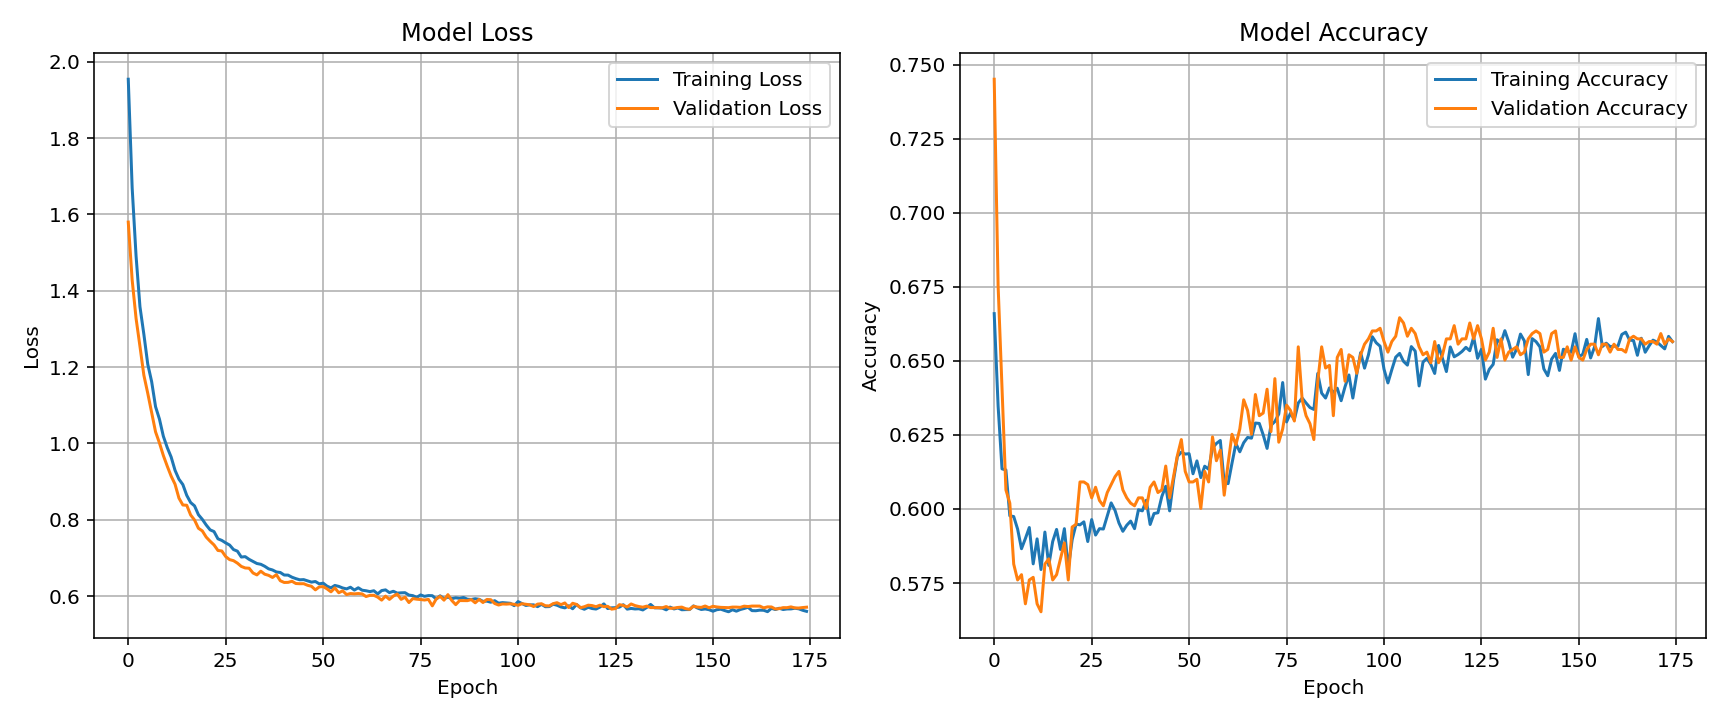 Model Loss
Loss
2.0
1.8
1.6
1.4
1.2
1.0
0.8
0.6
Training Loss
Validation Loss
0 25 50 75 100 125 150 175
Epoch
Model Accuracy
Accuracy
0.750
0.725
0.700
0.675
0.650
0.625
0.600
0.575
Training Accuracy
Validation Accuracy
0 25 50 75 100 125 150 175
Epoch